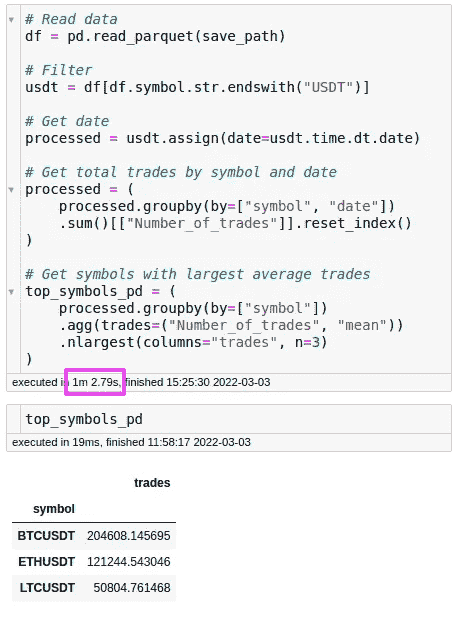 # Read data
df = pd.read_parquet(save_path)
# Filter
usdt = df[df.symbol.str.endswith("USDT")]
# Get date
processed = usdt.assign(date=usdt.time.dt.date)
# Get total trades by symbol and date
processed = (
processed.groupby(by=["symbol", "date"])
.sum()[["Number_of_trades"]].reset_index()
)
# Get symbols with largest average trades
top_symbols_pd = (
processed.groupby(by=["symbol"])
.agg(trades=("Number_of_trades", "mean"))
.nlargest(columns="trades", n=3)
)
executed in 1m 2.79s, finished 15:25:30 2022-03-03
top_symbols_pd
executed in 19ms, finished 11:58:17 2022-03-03
trades
symbol
BTCUSDT 204608.145695
ETHUSDT 121244.543046
LTCUSDT 50804.761468